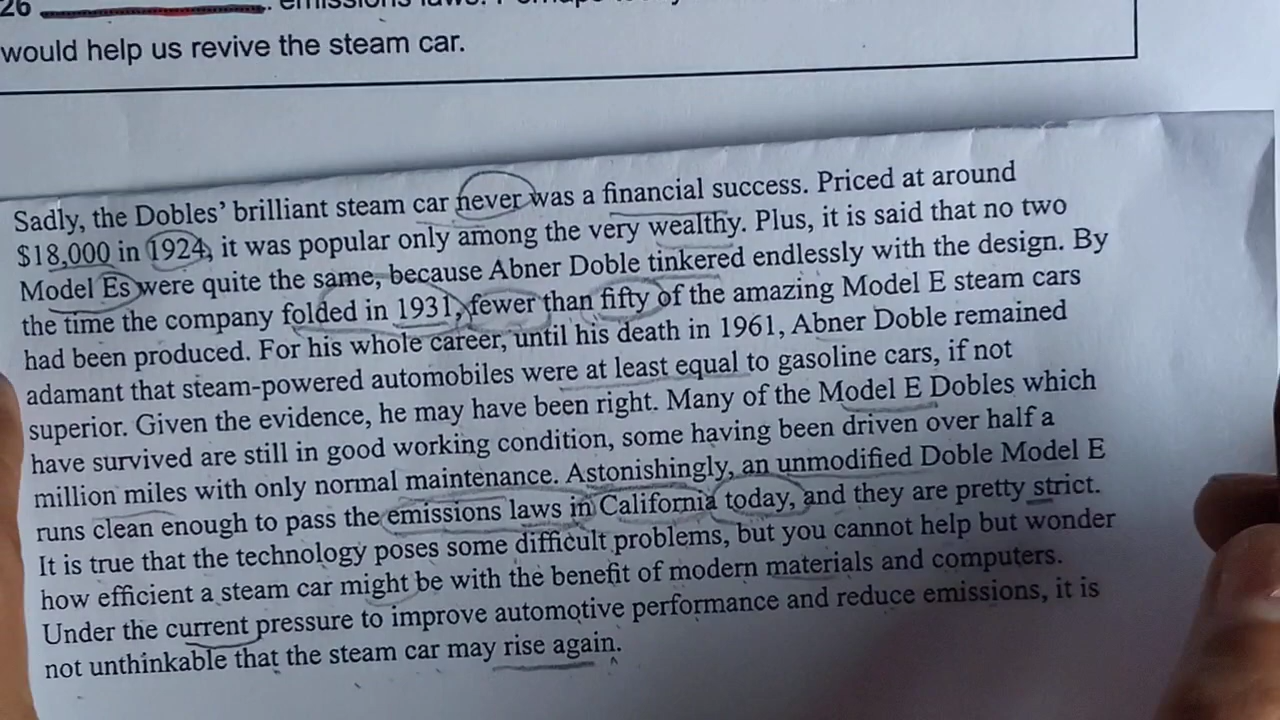 26 . emissions laws.
would help us revive the steam car.
Sadly, the Dobles' brilliant steam car never was a financial success. Priced at around
$18,000 in 1924, it was popular only among the very wealthy. Plus, it is said that no two
Model Es were quite the same, because Abner Doble tinkered endlessly with the design. By
the time the company folded in 1931, fewer than fifty of the amazing Model E steam cars
had been produced. For his whole career, until his death in 1961, Abner Doble remained
adamant that steam-powered automobiles were at least equal to gasoline cars, if not
superior. Given the evidence, he may have been right. Many of the Model E Dobles which
have survived are still in good working condition, some having been driven over half a
million miles with only normal maintenance. Astonishingly, an unmodified Doble Model E
runs clean enough to pass the emissions laws in California today, and they are pretty strict.
It is true that the technology poses some difficult problems, but you cannot help but wonder
how efficient a steam car might be with the benefit of modern materials and computers.
Under the current pressure to improve automotive performance and reduce emissions, it is
not unthinkable that the steam car may rise again.